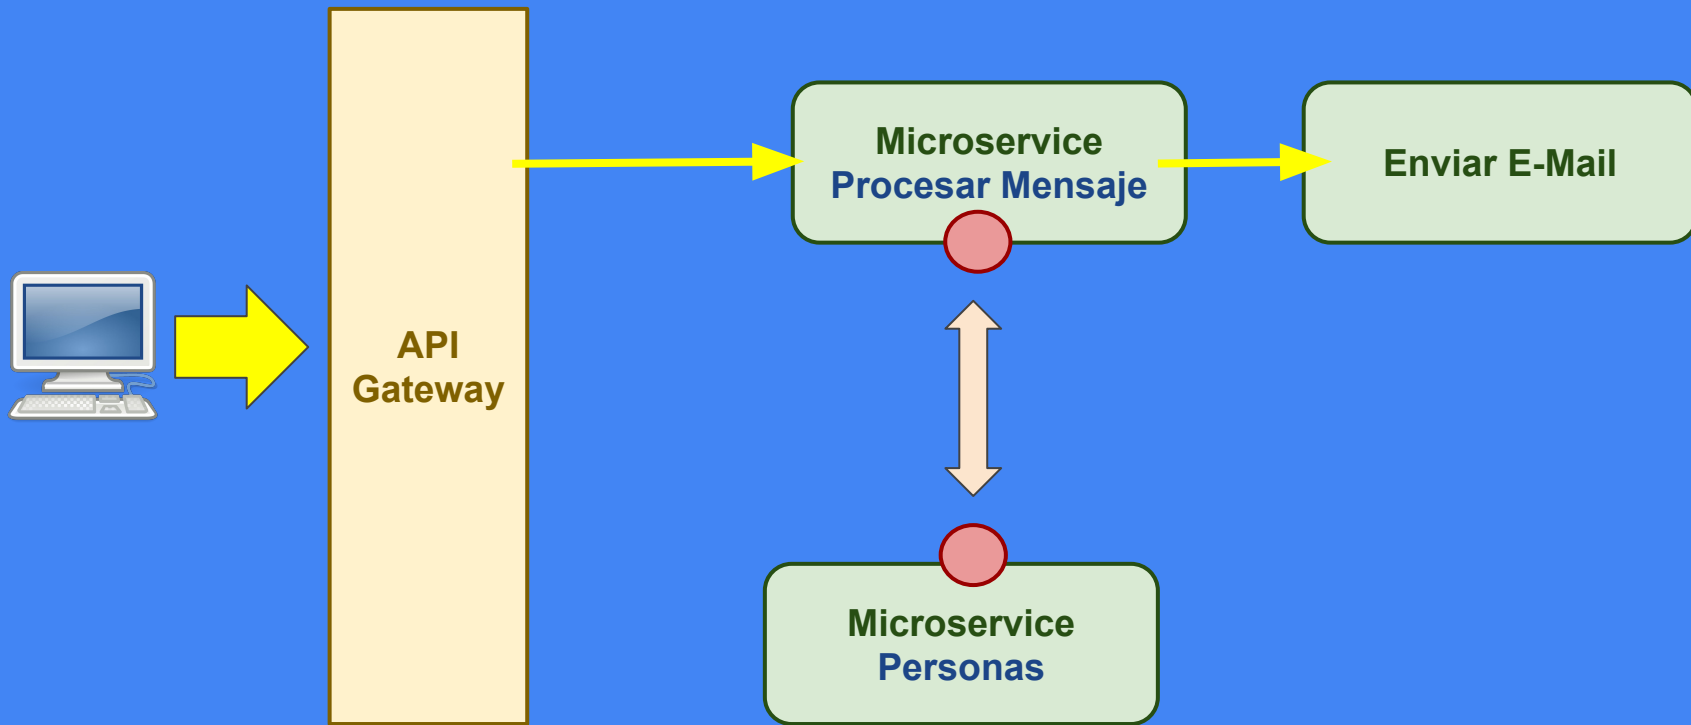 API
Gateway
Microservice
Procesar Mensaje
Enviar E-Mail
Microservice
Personas